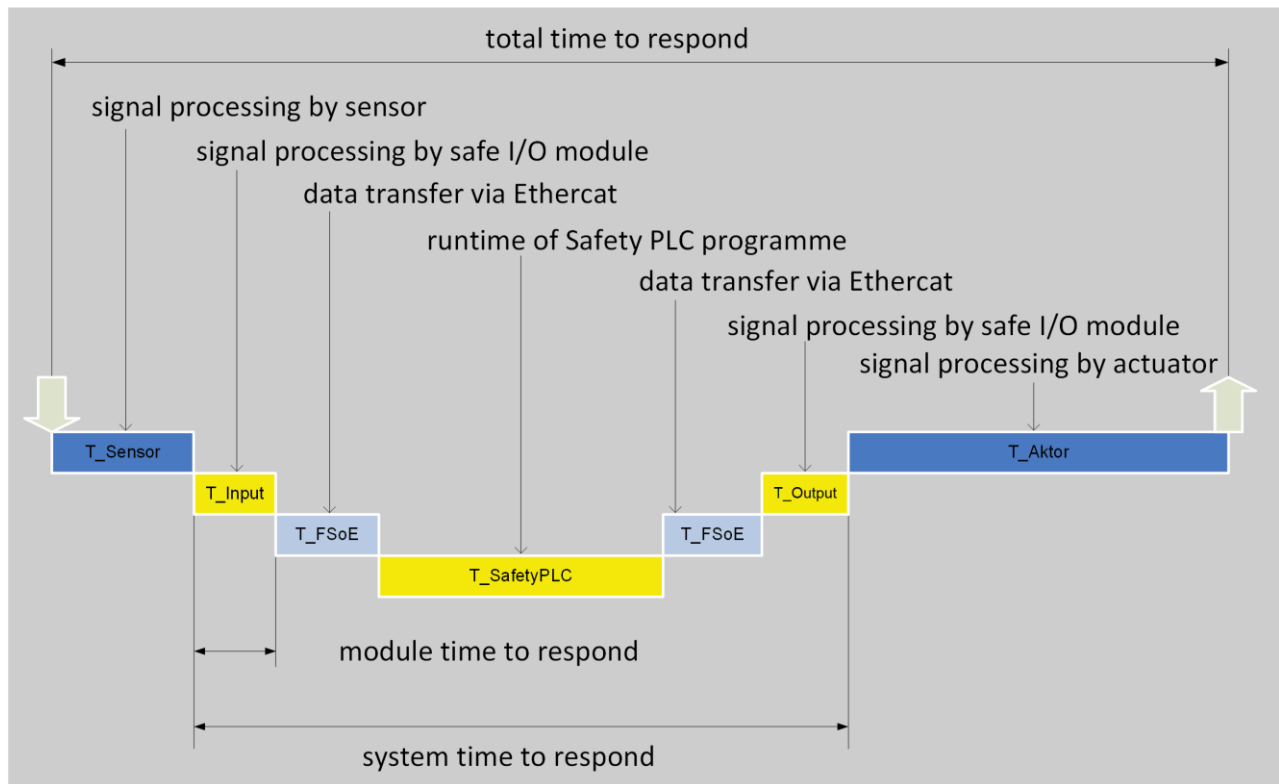 total time to respond
signal processing by sensor
signal processing by safe I/O module
data transfer via Ethercat
runtime of Safety PLC programme
data transfer via Ethercat
signal processing by safe I/O module
signal processing by actuator
T_Sensor
T_Aktor
T_Input
T_Output
T_FSoE
T_FSoE
T_SafetyPLC
module time to respond
system time to respond